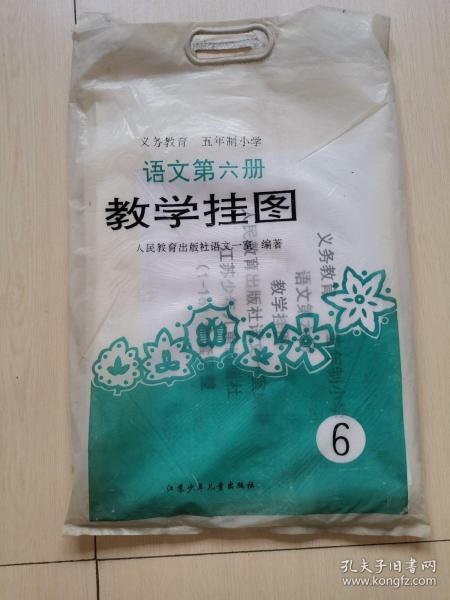 义务教育 五年制小学
语文第六册
教学挂图
人民教育出版社语文一室 编著
6
江苏少年儿童出版社
孔夫子旧书网
www.kongfz.com